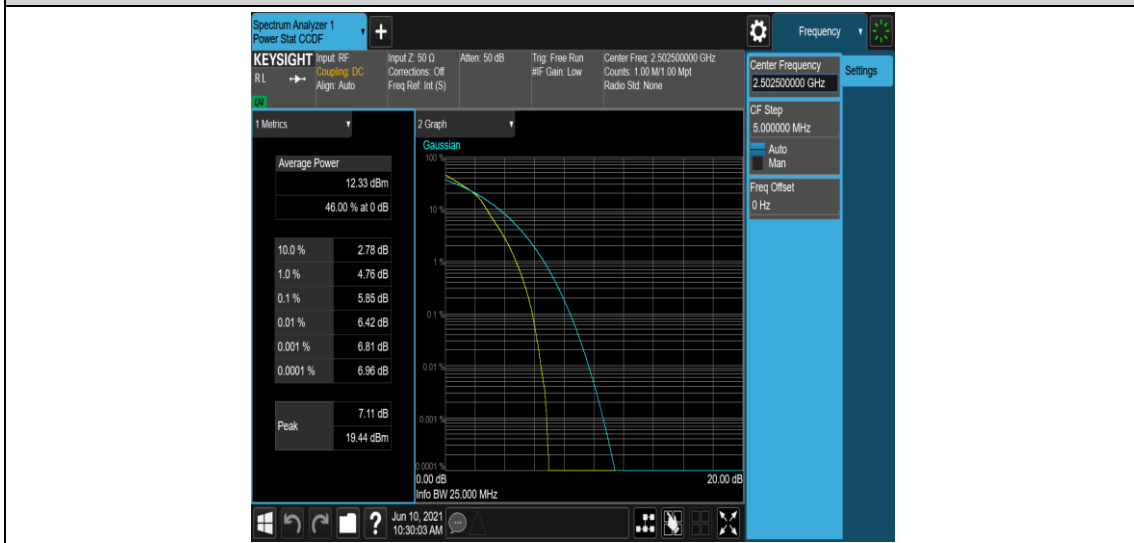 Spectrum Analyzer 1
Power Stat CCDF
+
Frequency
KEYSIGHT
RL
LXI
Input: RF
Coupling: DC
Align: Auto
Input Z: 50 Ω
Corrections: Off
Freq Ref: Int (S)
Atten: 50 dB
Trig: Free Run
#IF Gain: Low
Center Freq: 2.502500000 GHz
Counts: 1.00 M/1.00 Mpt
Radio Std: None
Center Frequency
2.502500000 GHz
Settings
CF Step
5.000000 MHz
Auto
Man
Freq Offset
0 Hz
1 Metrics
Average Power
12.33 dBm
46.00 % at 0 dB
10.0 % 2.78 dB
1.0 % 4.76 dB
0.1 % 5.85 dB
0.01 % 6.42 dB
0.001 % 6.81 dB
0.0001 % 6.96 dB
Peak
7.11 dB
19.44 dBm
2 Graph
Gaussian
100 %
10 %
1 %
0.1 %
0.01 %
0.001 %
0.0001 %
0.00 dB 20.00 dB
Info BW 25.000 MHz
?
Jun 10, 2021
10:30:03 AM